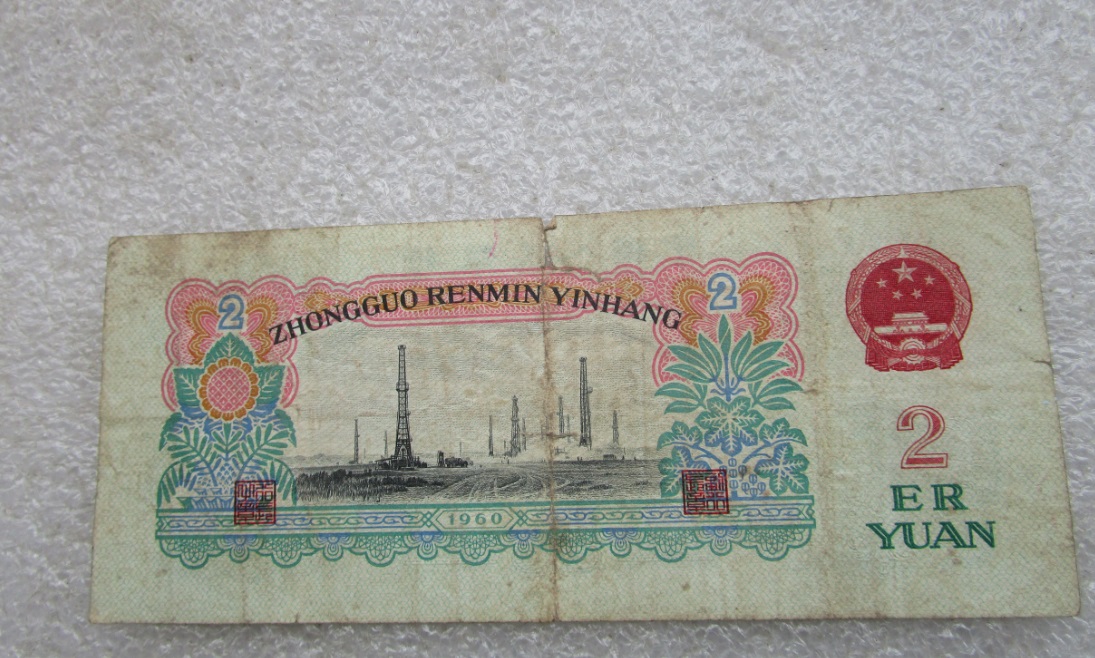 2
ZHONGGUO RENMIN YINHANG
2
1960
2
ER
YUAN